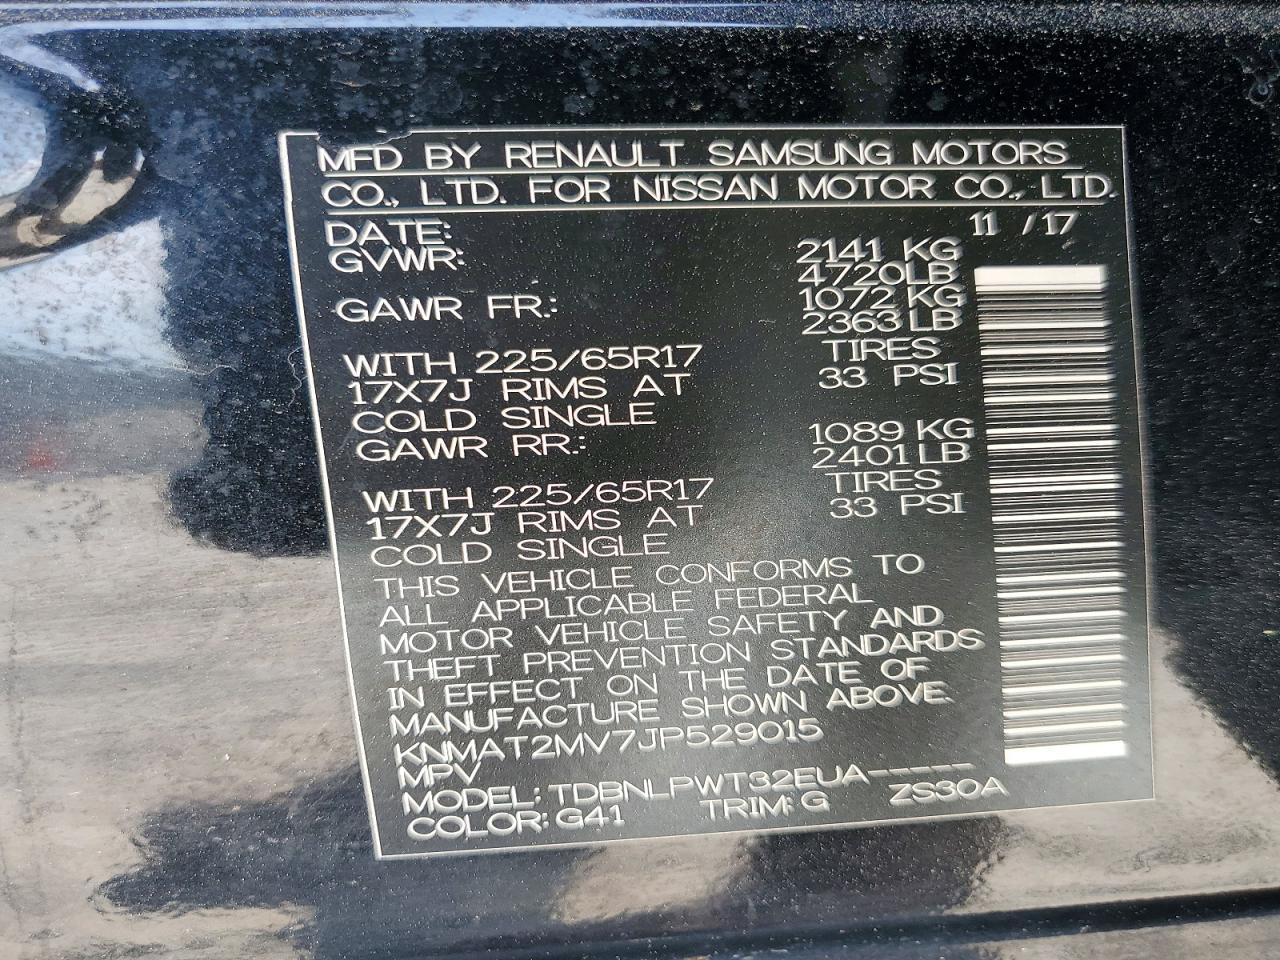 MFD BY RENAULT SAMSUNG MOTORS
CO., LTD. FOR NISSAN MOTOR CO., LTD.
DATE: 11 /17
GVWR: 2141 KG
4720LB
GAWR FR.: 1072 KG
2363 LB
WITH 225/65R17 TIRES
17X7J RIMS AT 33 PSI
COLD SINGLE
GAWR RR.: 1089 KG
2401 LB
WITH 225/65R17 TIRES
17X7J RIMS AT 33 PSI
COLD SINGLE
THIS VEHICLE CONFORMS TO
ALL APPLICABLE FEDERAL
MOTOR VEHICLE SAFETY AND
THEFT PREVENTION STANDARDS
IN EFFECT ON THE DATE OF
MANUFACTURE SHOWN ABOVE.
KNMAT2MV7JP529015
MPV
MODEL: TDBNLPWT32EUA-----
COLOR: G41 TRIM: G ZS30A